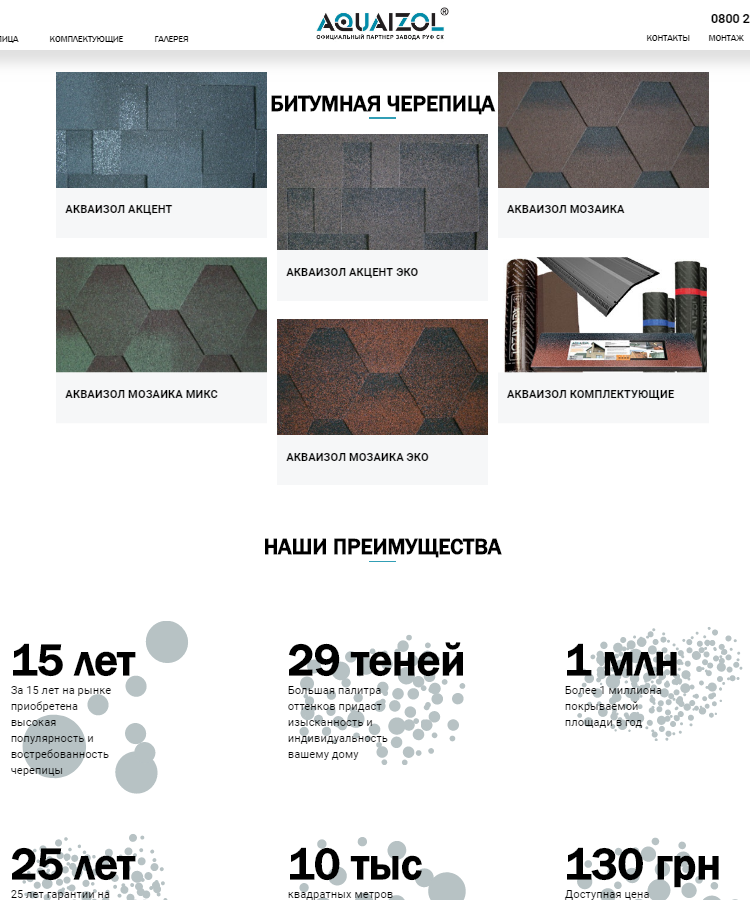 AQUAIZOL®
ОФИЦИАЛЬНЫЙ ПАРТНЕР ЗАВОДА РУФ СК
0800 2
КОМПЛЕКТУЮЩИЕ
ГАЛЕРЕЯ
КОНТАКТЫ
МОНТАЖ
БИТУМНАЯ ЧЕРЕПИЦА
АКВАИЗОЛ АКЦЕНТ
АКВАИЗОЛ АКЦЕНТ ЭКО
АКВАИЗОЛ МОЗАИКА
АКВАИЗОЛ МОЗАИКА МИКС
АКВАИЗОЛ МОЗАИКА ЭКО
АКВАИЗОЛ КОМПЛЕКТУЮЩИЕ
НАШИ ПРЕИМУЩЕСТВА
15 лет
За 15 лет на рынке
приобретена
высокая
популярность и
востребованность
черепицы
29 теней
Большая палитра
оттенков придаст
изысканность и
индивидуальность
вашему дому
1 млн
Более 1 миллиона
покрываемой
площади в год
25 лет
25 лет гарантии на
10 тыс
квадратных метров
130 грн
Доступная цена